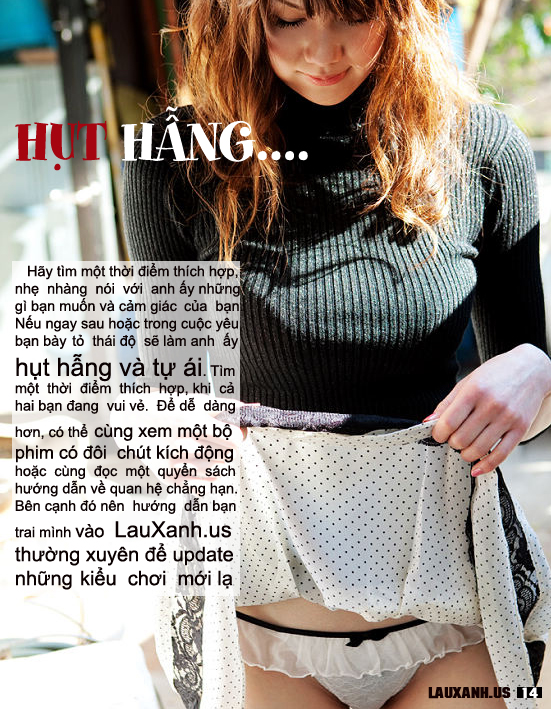 HỤT HẪNG....
Hãy tìm một thời điểm thích hợp,
nhẹ nhàng nói với anh ấy những
gì bạn muốn và cảm giác của bạn
Nếu ngay sau hoặc trong cuộc yêu
bạn bày tỏ thái độ sẽ làm anh ấy
hụt hẫng và tự ái. Tìm
một thời điểm thích hợp, khi cả
hai bạn đang vui vẻ. Để dễ dàng
hơn, có thể cùng xem một bộ
phim có đôi chút kích động
hoặc cùng đọc một quyển sách
hướng dẫn về quan hệ chẳng hạn.
Bên cạnh đó nên hướng dẫn bạn
trai mình vào LauXanh.us
thường xuyên để update
những kiểu chơi mới lạ
LAUXANH.US 14